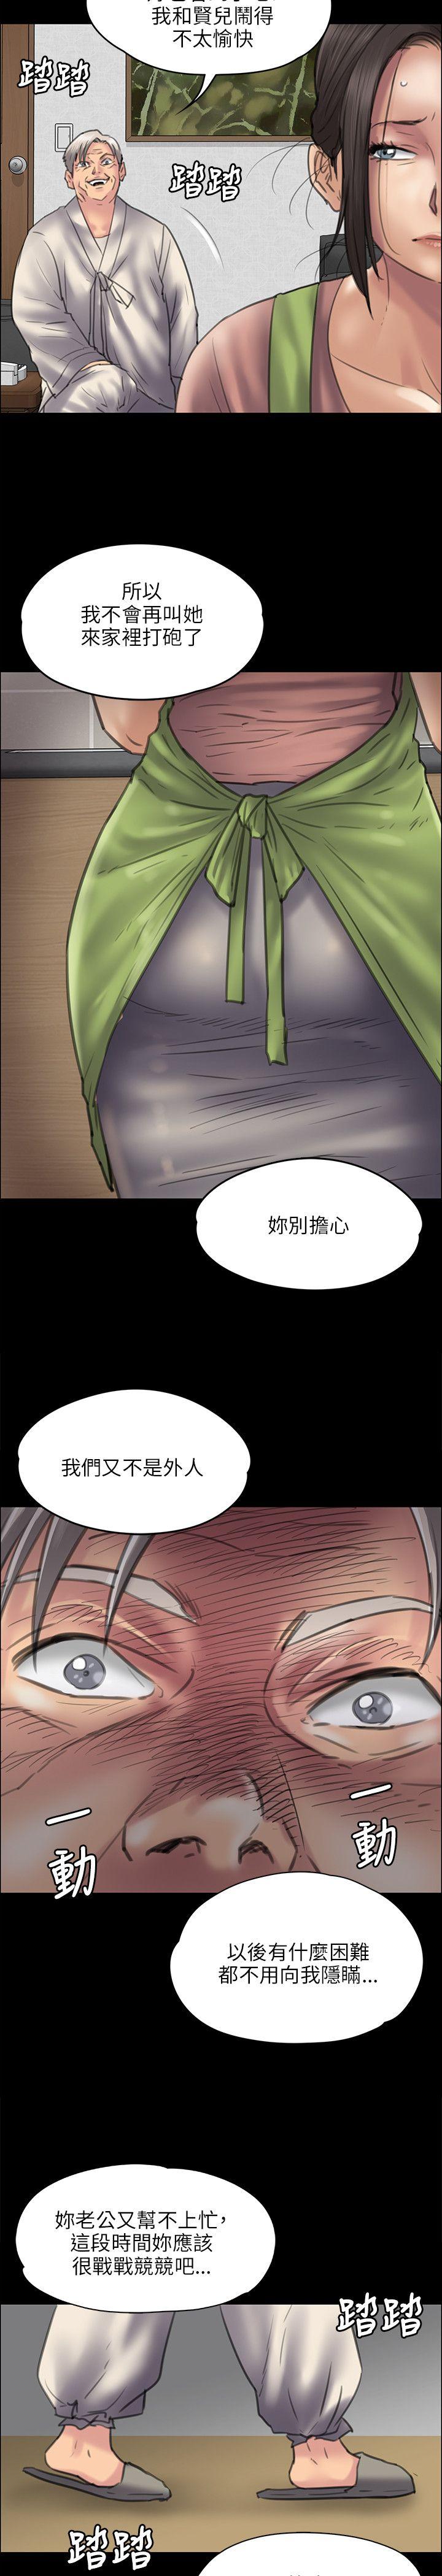 我和賢兒鬧得
不太愉快
踏踏
踏踏
所以
我不會再叫她
來家裡打砲了
妳別擔心
我們又不是外人
動
動
以後有什麼困難
都不用向我隱瞞...
妳老公又幫不上忙,
這段時間妳應該
很戰戰兢兢吧...
踏踏
踏踏